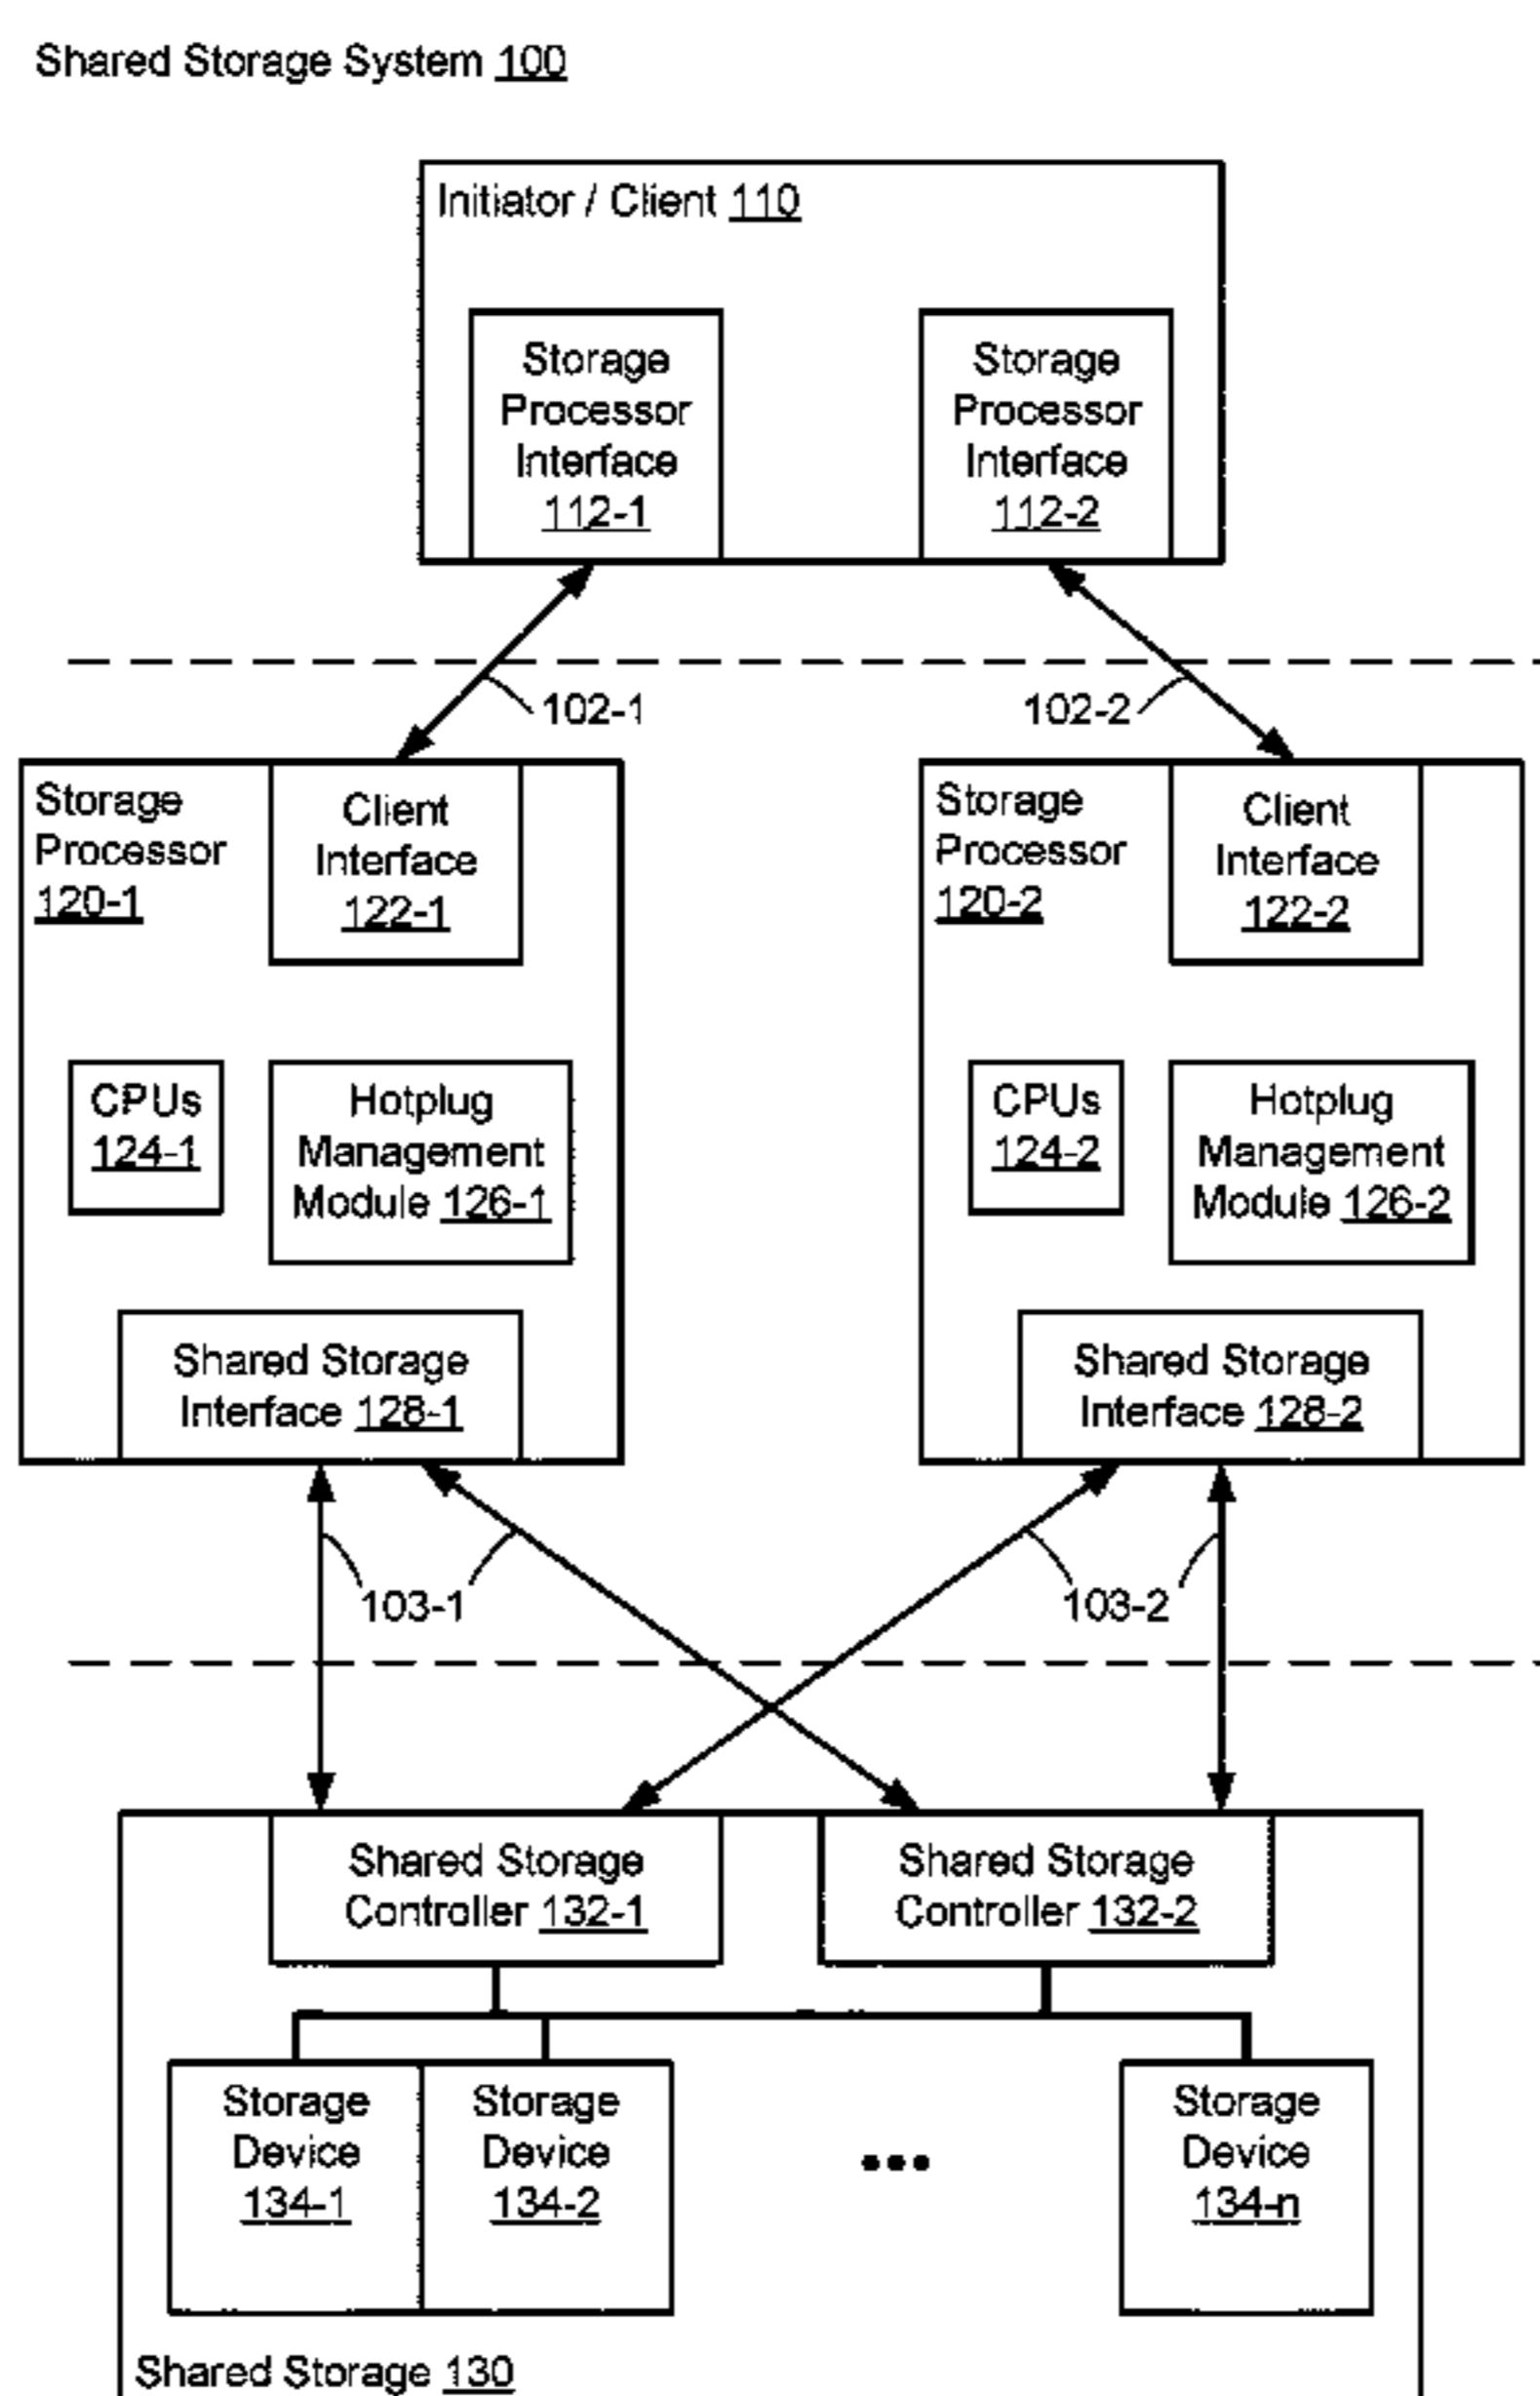 Shared Storage System 100
Initiator / Client 110
Storage
Processor
Interface
112-1
Storage
Processor
Interface
112-2
102-1
102-2
Storage
Processor
120-1
Client
Interface
122-1
CPUs
124-1
Hotplug
Management
Module 126-1
Shared Storage
Interface 128-1
Storage
Processor
120-2
Client
Interface
122-2
CPUs
124-2
Hotplug
Management
Module 126-2
Shared Storage
Interface 128-2
103-1
103-2
Shared Storage
Controller 132-1
Shared Storage
Controller 132-2
Storage
Device
134-1
Storage
Device
134-2
•••
Storage
Device
134-n
Shared Storage 130